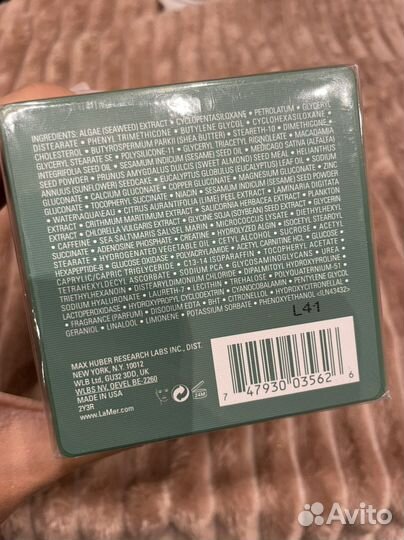 INGREDIENTS: ALGAE (SEAWEED) EXTRACT • CYCLOPENTASILOXANE • PETROLATUM • GLYCERYL
DISTEARATE • PHENYL TRIMETHICONE • BUTYLENE GLYCOL • CYCLOHEXASILOXANE •
CHOLESTEROL • BUTYROSPERMUM PARKII (SHEA BUTTER) • STEARETH-10 • DIMETHICONE •
GLYCERYL STEARATE SE • POLYSILICONE-11 • GLYCERYL TRIACETYL RICINOLEATE • MACADAMIA
INTEGRIFOLIA SEED OIL • SESAMUM INDICUM (SESAME) SEED OIL • MEDICAGO SATIVA (ALFALFA)
SEED POWDER • PRUNUS AMYGDALUS DULCIS (SWEET ALMOND) SEED MEAL • HELIANTHUS
ANNUUS (SUNFLOWER) SEEDCAKE • EUCALYPTUS GLOBULUS (EUCALYPTUS) LEAF OIL • SODIUM
GLUCONATE • CALCIUM GLUCONATE • COPPER GLUCONATE • MAGNESIUM GLUCONATE • ZINC
GLUCONATE • TOCOPHERYL SUCCINATE • NIACIN • SESAMUM INDICUM (SESAME) SEED POWDER
• WATER\AQUA\EAU • CITRUS AURANTIFOLIA (LIME) PEEL EXTRACT • LAMINARIA DIGITATA
EXTRACT • CRITHMUM MARITIMUM EXTRACT • SALICORNIA HERBACEA EXTRACT • PLANKTON
EXTRACT • CHLORELLA VULGARIS EXTRACT • GLYCINE SOJA (SOYBEAN) SEED EXTRACT
• CAFFEINE • SEA SALT\MARIS SAL\SEL MARIN • MICROCOCCUS LYSATE • DIETHYLHEXYL
SUCCINATE • ADENOSINE PHOSPHATE • CREATINE • HYDROLYZED ALGIN • ISOCETYL STEAROYL
STEARATE • HYDROGENATED VEGETABLE OIL • CETYL ALCOHOL • SUCROSE • ACETYL
HEXAPEPTIDE-8 • GLUCOSE • POLYACRYLAMIDE • ACETYL CARNITINE HCL •
CAPRYLIC/CAPRIC TRIGLYCERIDE • C13-14 ISOPARAFFIN • TOCOPHERYL ACETATE •
TETRAHEXYLDECYL ASCORBATE • SODIUM PCA • GLYCOSAMINOGLYCANS •
TRIETHYLHEXANOIN • DISTEARYLDIMONIUM CHLORIDE • DIPALMITOYL HYDROXYPROLINE •
SODIUM HYALURONATE • LAURETH-7 • LECITHIN • TREHALOSE • POLYQUATERNIUM-51
LACTOPEROXIDASE • HYDROXYPROPYL CYCLODEXTRIN • CYANOCOBALAMIN • PENTYLENE GLYCOL
• FRAGRANCE (PARFUM) • DISODIUM EDTA • BHT • CITRONELLOL • HYDROXYCITRONELLAL
• GERANIOL • LINALOOL • LIMONENE • POTASSIUM SORBATE • PHENOXYETHANOL <ILN43432>
L41
MAX HUBER RESEARCH LABS INC., DIST.
NEW YORK, N.Y. 10012
WLB Ltd, GU32 3DD, UK
WLBS NV, OEVEL BE-2260
MADE IN USA
2Y3R
www.LaMer.com
24M
7 47930 03562 6
Avito